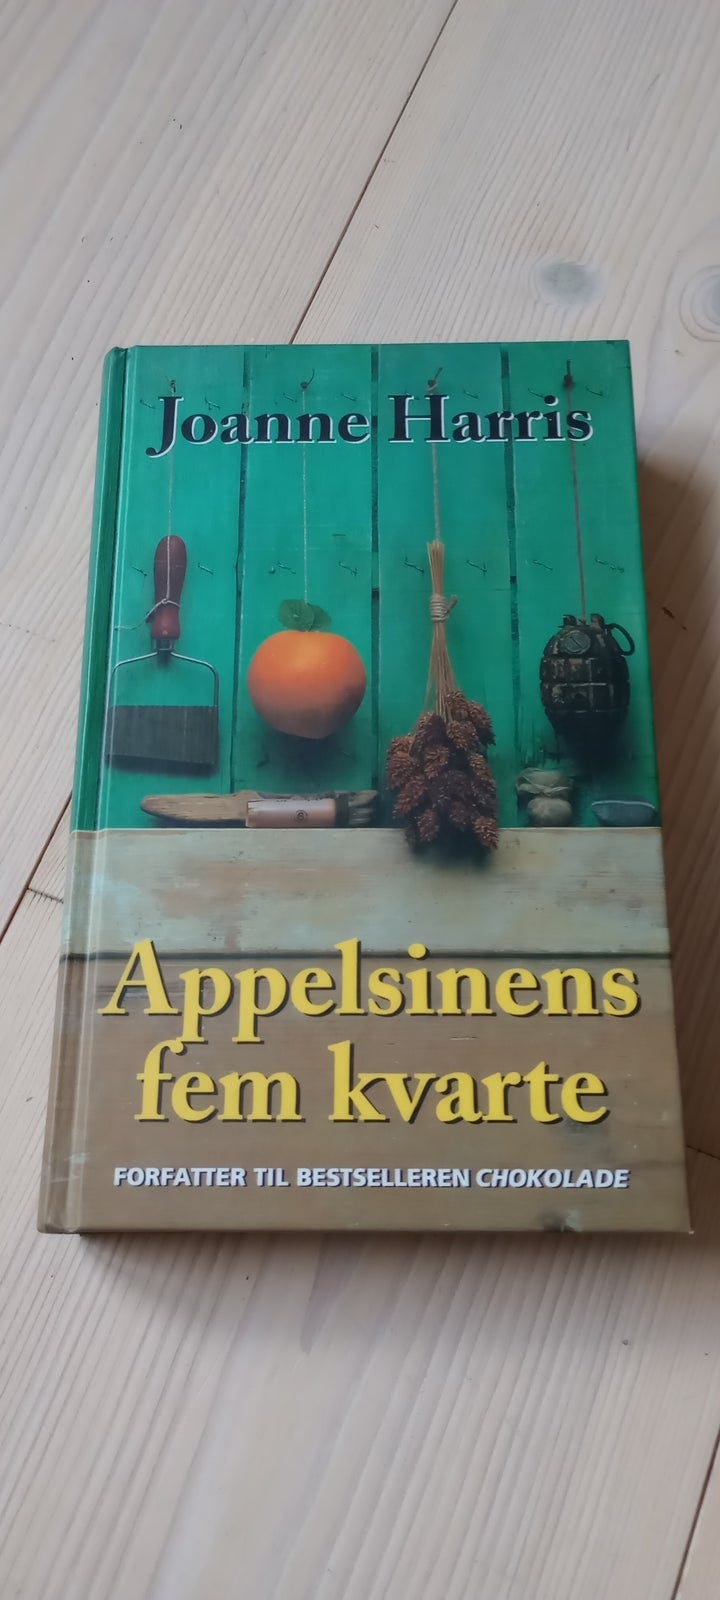 Joanne Harris
Appelsinens
fem kvarte
FORFATTER TIL BESTSELLEREN CHOKOLADE